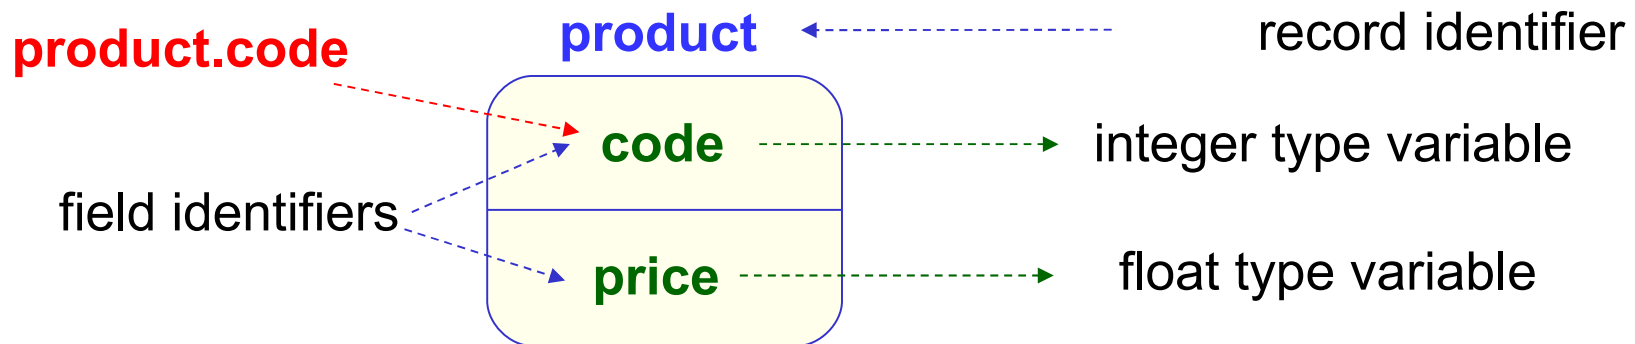 product.code
product
record identifier
code
integer type variable
field identifiers
price
float type variable